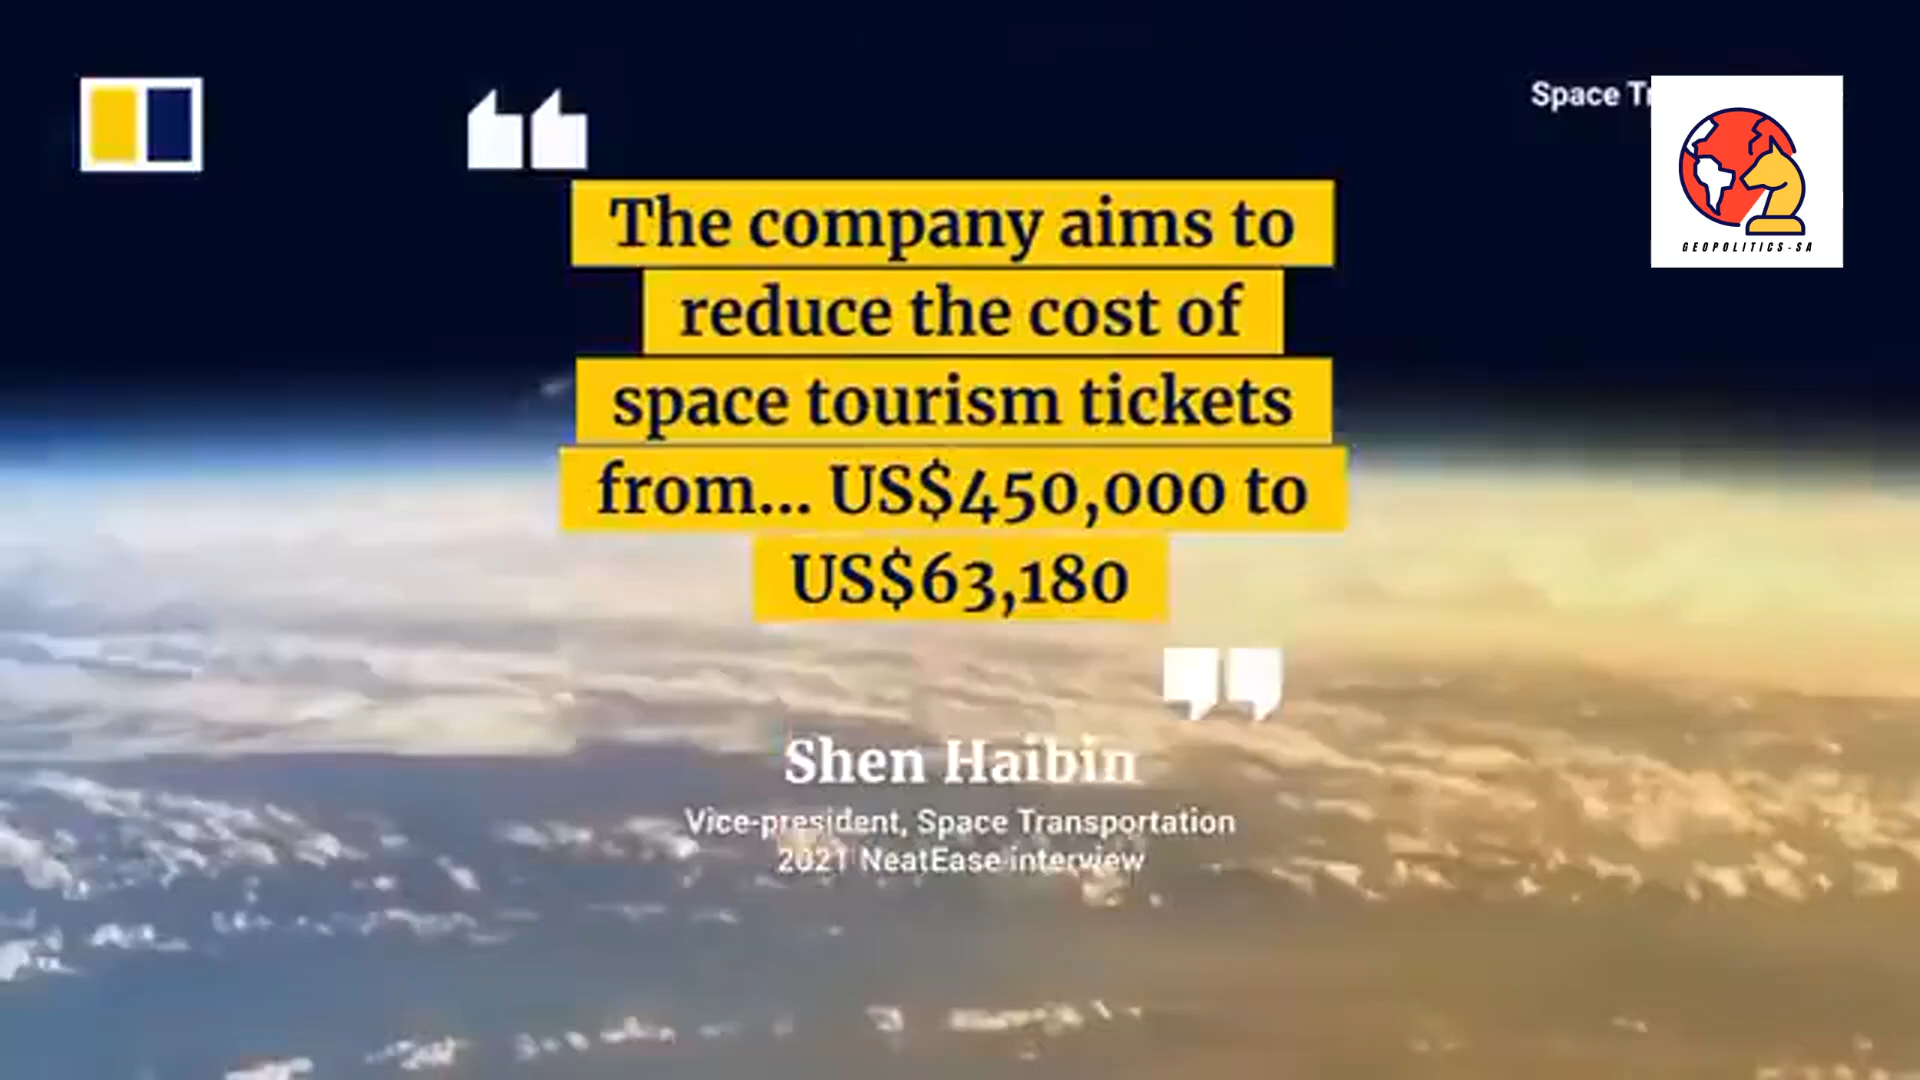 Space
GEOPOLITICS-SA
The company aims to
reduce the cost of
space tourism tickets
from... US$450,000 to
US$63,180
Shen Haibin
Vice-president, Space Transportation
2021 NeatEase interview